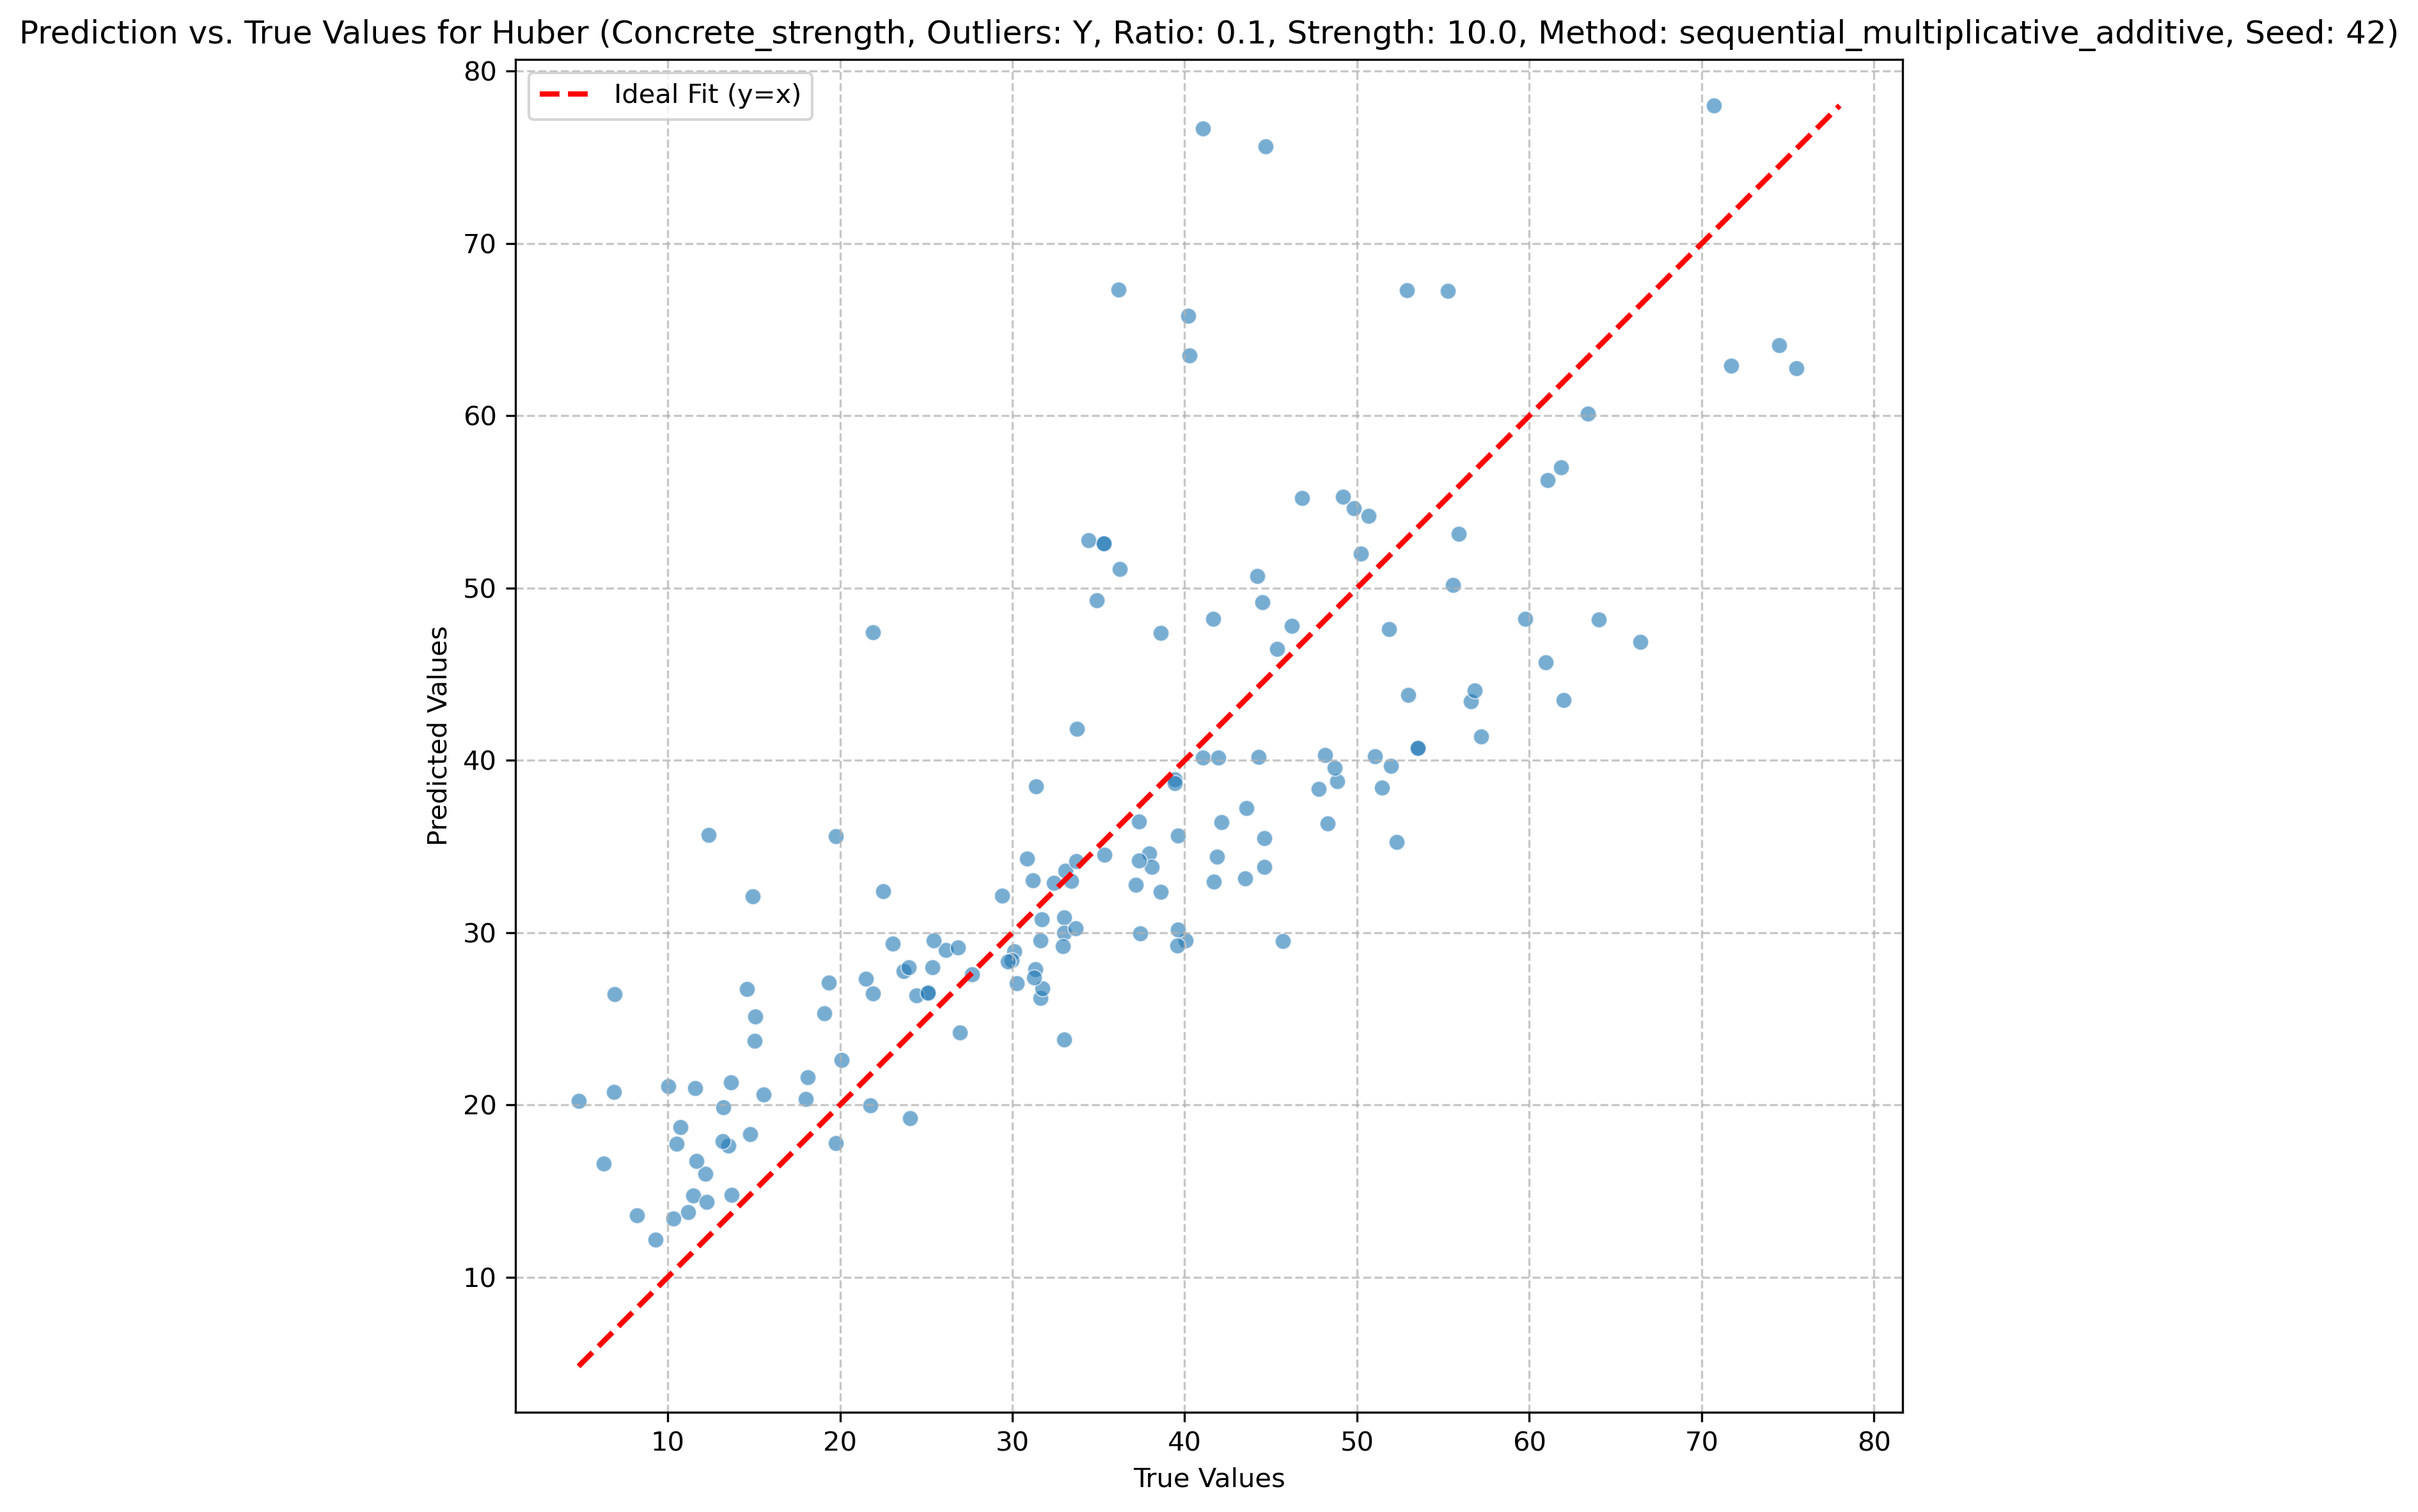 Prediction vs. True Values for Huber (Concrete_strength, Outliers: Y, Ratio: 0.1, Strength: 10.0, Method: sequential_multiplicative_additive, Seed: 42)
Ideal Fit (y=x)
Predicted Values
80
70
60
50
40
30
20
10
10 20 30 40 50 60 70 80
True Values